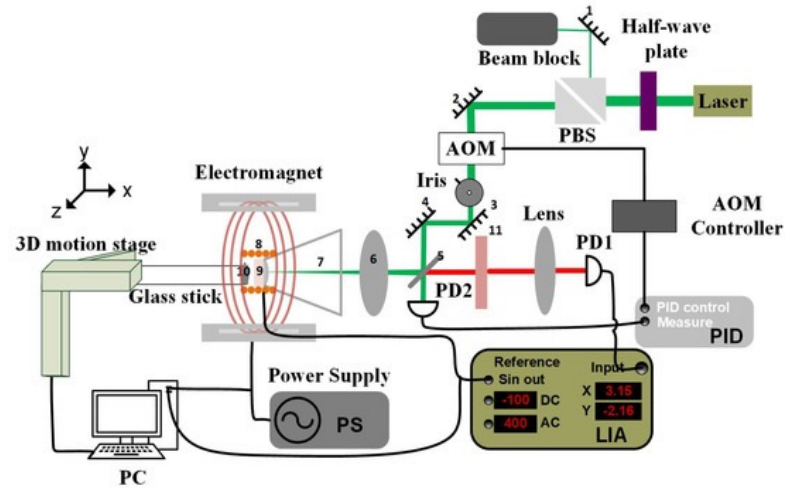 1
Half-wave
plate
Beam block
2
Laser
PBS
AOM
y
x
z
Electromagnet
Iris
4
3
AOM
Controller
11
Lens
PD1
3D motion stage
8
10
9
7
6
5
PD2
Glass stick
PID control
Measure
PID
Power Supply
PS
Reference
Input
Sin out
-100 DC
400 AC
X 3.15
Y -2.16
LIA
PC